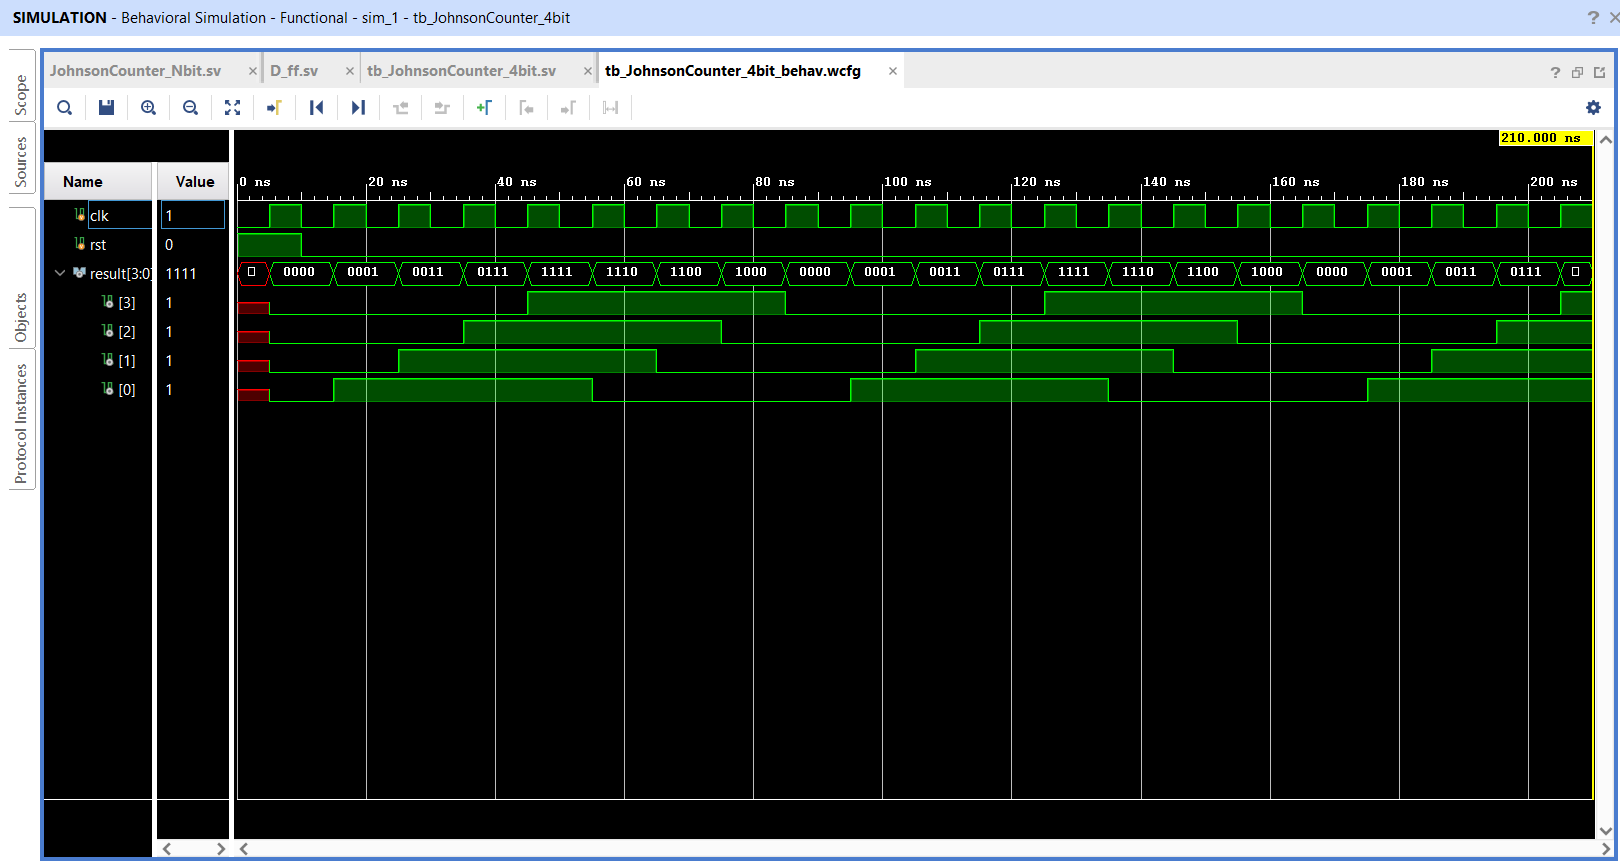 SIMULATION - Behavioral Simulation - Functional - sim_1 - tb_JohnsonCounter_4bit
Scope
Sources
Objects
Protocol Instances
JohnsonCounter_Nbit.sv
D_ff.sv
tb_JohnsonCounter_4bit.sv
tb_JohnsonCounter_4bit_behav.wcfg
210.000 ns
Name Value
0 ns 20 ns 40 ns 60 ns 80 ns 100 ns 120 ns 140 ns 160 ns 180 ns 200 ns
clk 1
rst 0
result[3:0] 1111 0000 0001 0011 0111 1111 1110 1100 1000 0000 0001 0011 0111 1111 1110 1100 1000 0000 0001 0011 0111
[3] 1
[2] 1
[1] 1
[0] 1